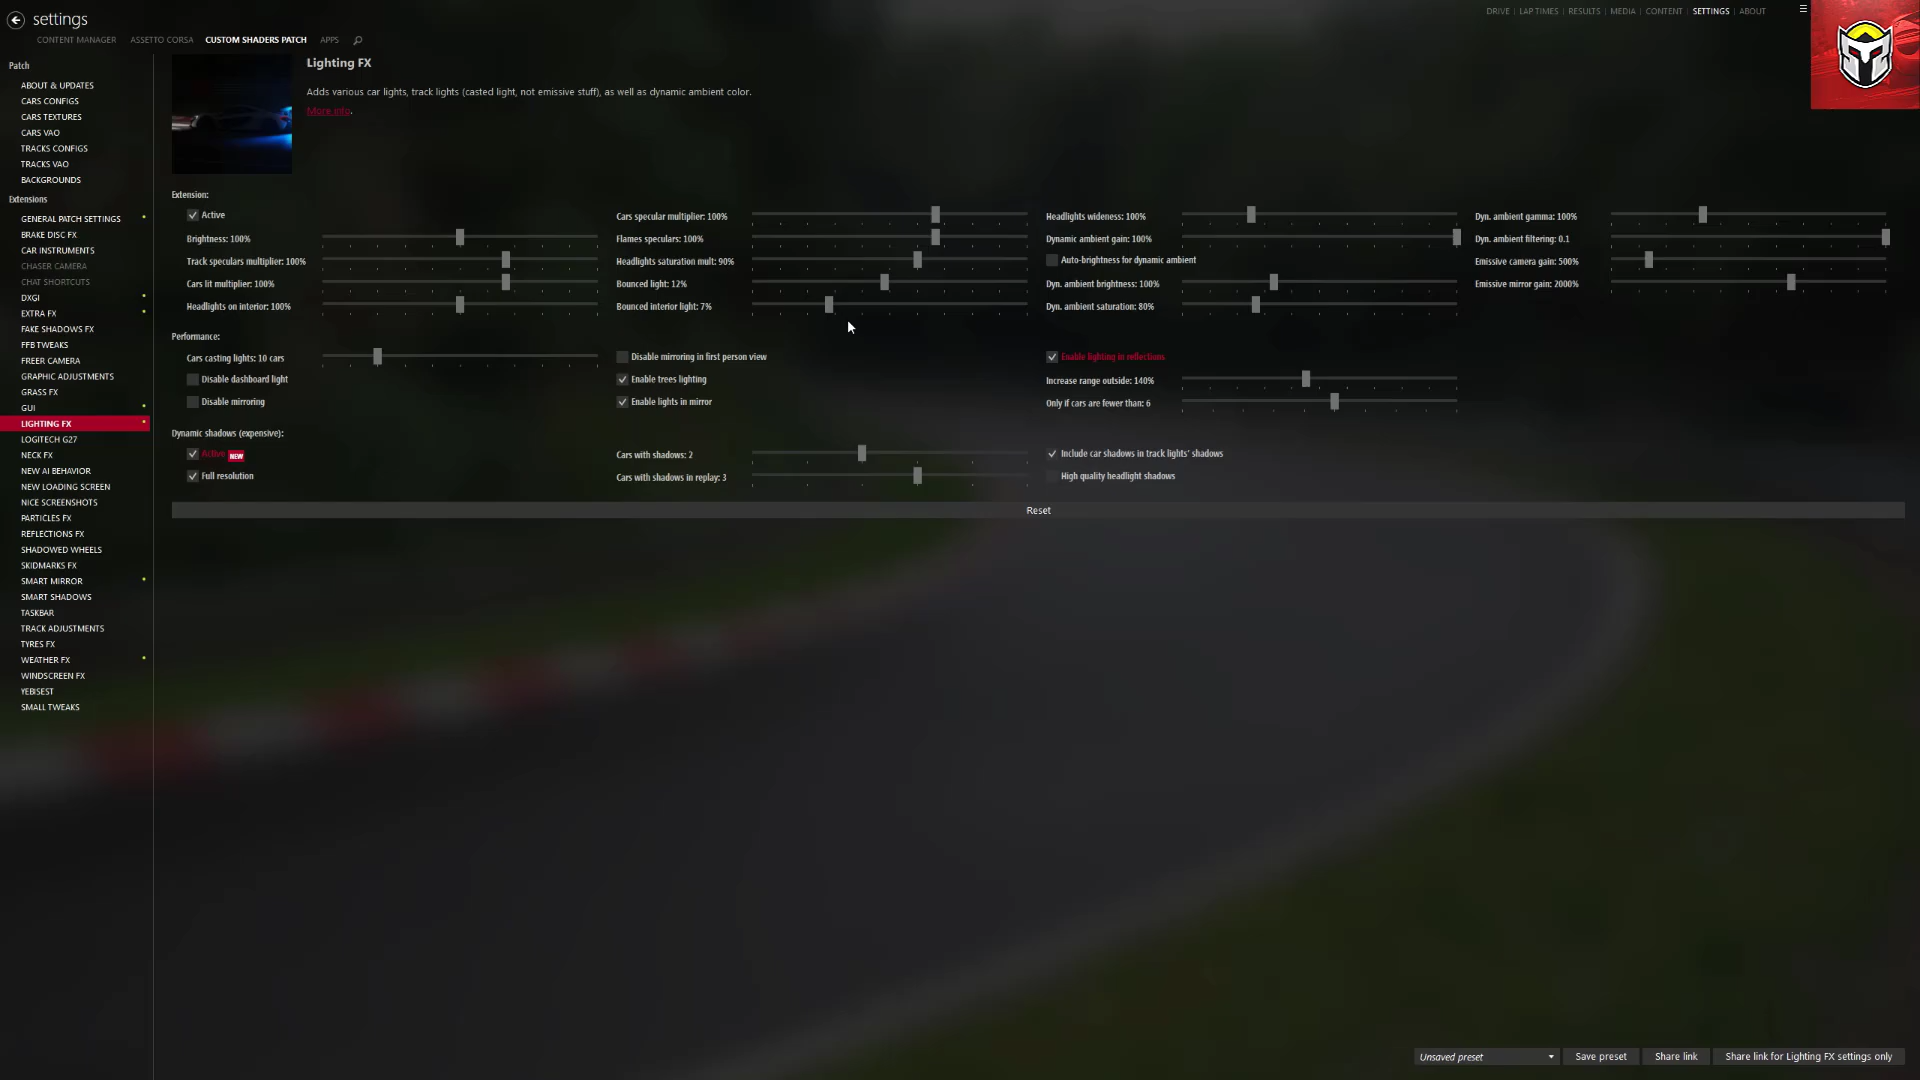 settings
DRIVE | LAP TIMES | RESULTS | MEDIA | CONTENT | SETTINGS | ABOUT
CONTENT MANAGER ASSETTO CORSA CUSTOM SHADERS PATCH APPS
Patch
ABOUT & UPDATES
CARS CONFIGS
CARS TEXTURES
CARS VAO
TRACKS CONFIGS
TRACKS VAO
BACKGROUNDS
Extensions
GENERAL PATCH SETTINGS
BRAKE DISC FX
CAR INSTRUMENTS
CHASER CAMERA
CHAT SHORTCUTS
DXGI
EXTRA FX
FAKE SHADOWS FX
FFB TWEAKS
FREER CAMERA
GRAPHIC ADJUSTMENTS
GRASS FX
GUI
LIGHTING FX
LOGITECH G27
NECK FX
NEW AI BEHAVIOR
NEW LOADING SCREEN
NICE SCREENSHOTS
PARTICLES FX
REFLECTIONS FX
SHADOWED WHEELS
SKIDMARKS FX
SMART MIRROR
SMART SHADOWS
TASKBAR
TRACK ADJUSTMENTS
TYRES FX
WEATHER FX
WINDSCREEN FX
YEBISEST
SMALL TWEAKS
Lighting FX
Adds various car lights, track lights (casted light, not emissive stuff), as well as dynamic ambient color.
More info.
Extension:
Active
Brightness: 100%
Track speculars multiplier: 100%
Cars lit multiplier: 100%
Headlights on interior: 100%
Cars specular multiplier: 100%
Flames speculars: 100%
Headlights saturation mult: 90%
Bounced light: 12%
Bounced interior light: 7%
Headlights wideness: 100%
Dynamic ambient gain: 100%
Auto-brightness for dynamic ambient
Dyn. ambient brightness: 100%
Dyn. ambient saturation: 80%
Dyn. ambient gamma: 100%
Dyn. ambient filtering: 0.1
Emissive camera gain: 500%
Emissive mirror gain: 2000%
Performance:
Cars casting lights: 10 cars
Disable dashboard light
Disable mirroring
Disable mirroring in first person view
Enable trees lighting
Enable lights in mirror
Enable lighting in reflections
Increase range outside: 140%
Only if cars are fewer than: 6
Dynamic shadows (expensive):
Active NEW
Full resolution
Cars with shadows: 2
Cars with shadows in replay: 3
Include car shadows in track lights' shadows
High quality headlight shadows
Reset
Unsaved preset
Save preset
Share link
Share link for Lighting FX settings only